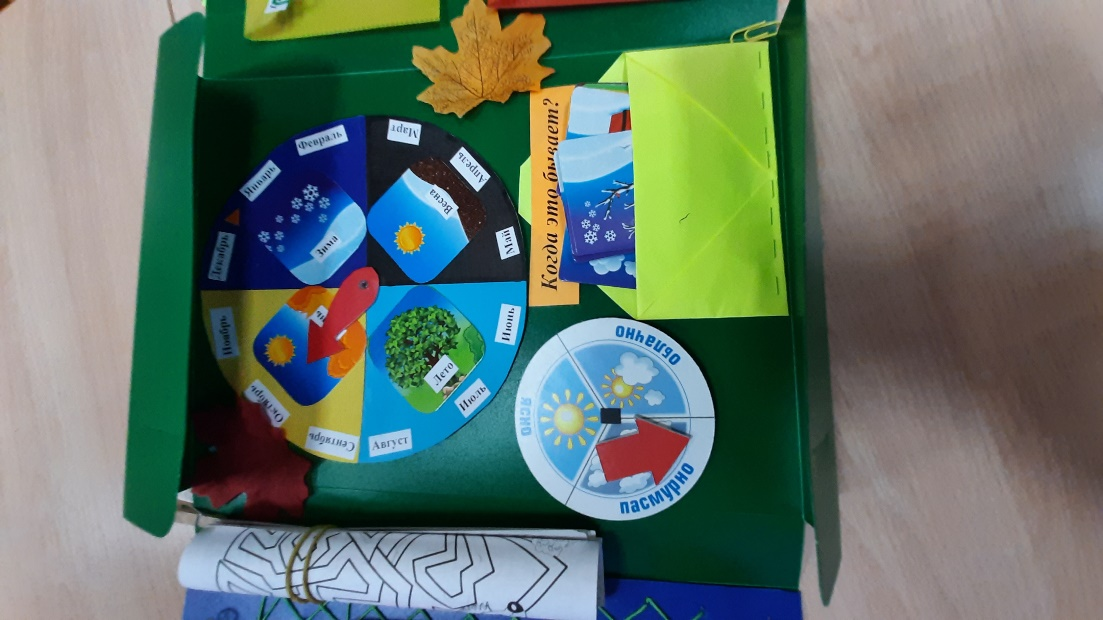 Январь
Февраль
Март
Апрель
Май
Июнь
Июль
Август
Сентябрь
Октябрь
Ноябрь
Декабрь
Зима
Весна
Лето
Когда это бывает?
ясно
облачно
пасмурно